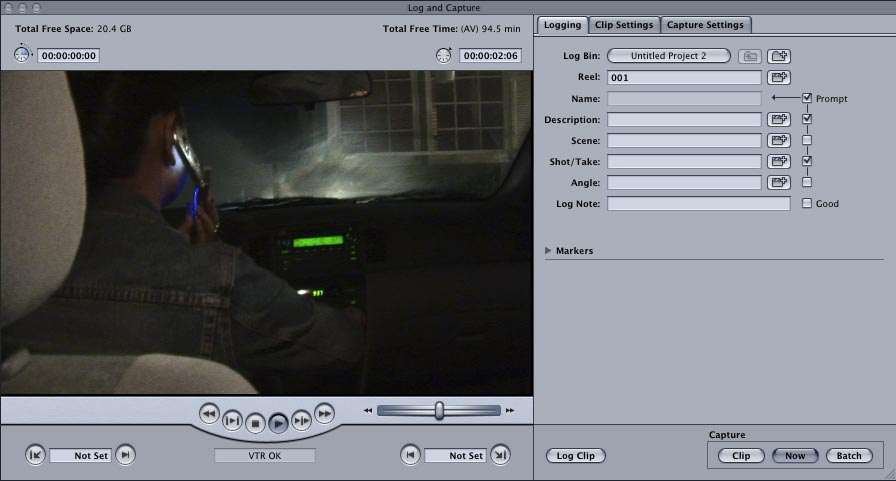 Log and Capture
Total Free Space: 20.4 GB
Total Free Time: (AV) 94.5 min
00:00:00:00
00:00:02:06
VTR OK
Not Set
Not Set
Logging
Clip Settings
Capture Settings
Log Bin: Untitled Project 2
Reel: 001
Name: Prompt
Description:
Scene:
Shot/Take:
Angle:
Log Note: Good
Markers
Capture
Log Clip
Clip
Now
Batch